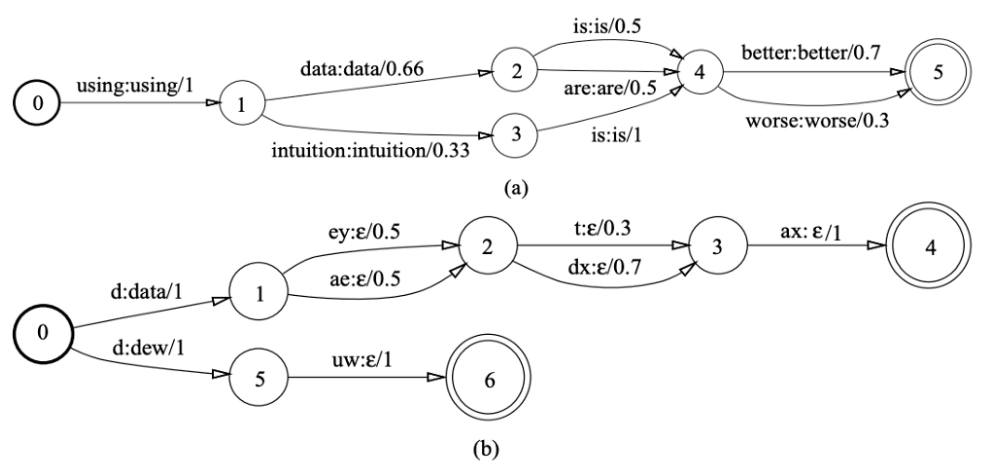 is:is/0.5
data:data/0.66
2
are:are/0.5
better:better/0.7
using:using/1
0
1
4
5
intuition:intuition/0.33
3
is:is/1
worse:worse/0.3
(a)
ey:ε/0.5
2
t:ε/0.3
3
ax: ε/1
4
d:data/1
1
ae:ε/0.5
dx:ε/0.7
0
d:dew/1
5
uw:ε/1
6
(b)